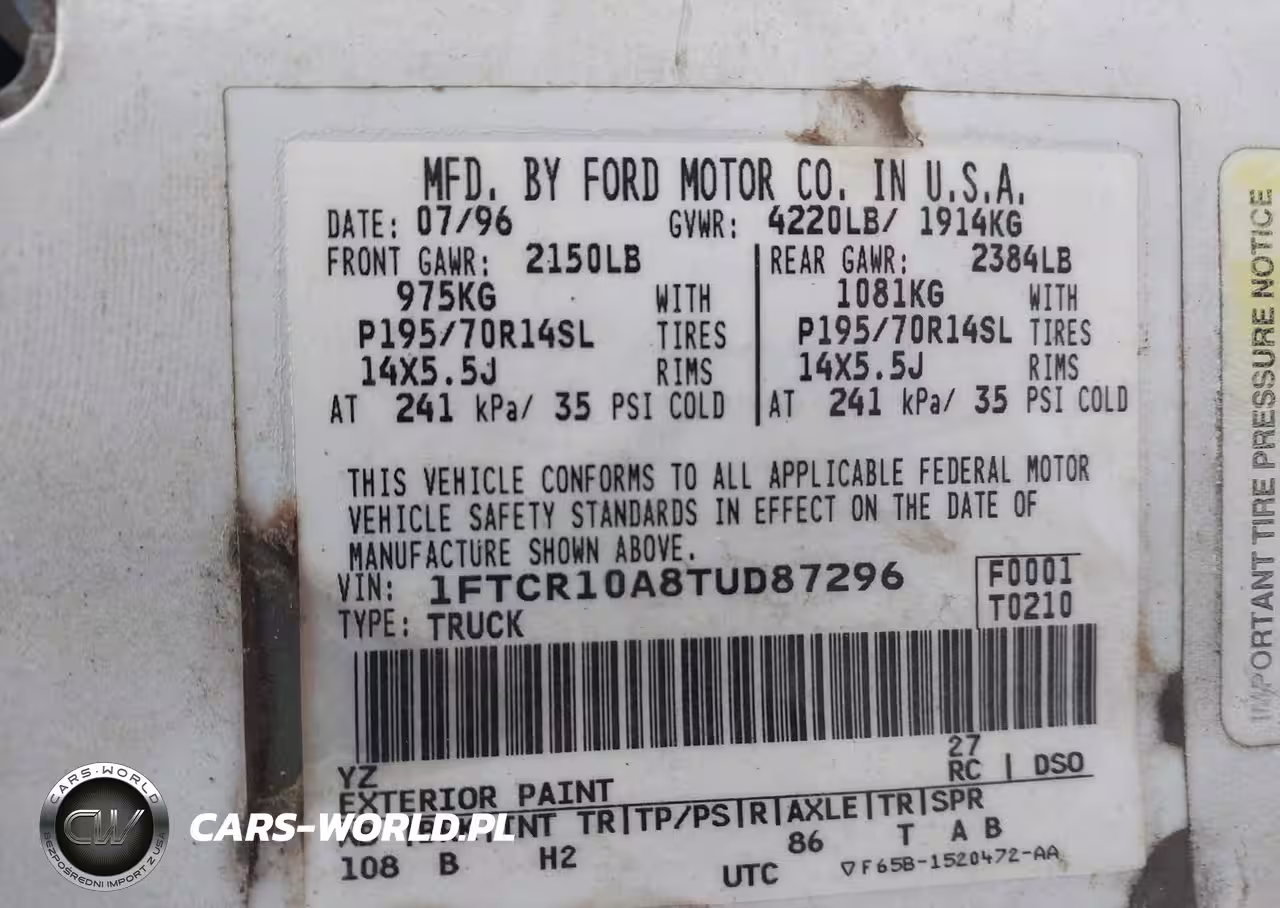 MFD. BY FORD MOTOR CO. IN U.S.A.
DATE: 07/96 GVWR: 4220LB/ 1914KG
FRONT GAWR: 2150LB REAR GAWR: 2384LB
975KG WITH 1081KG WITH
P195/70R14SL TIRES P195/70R14SL TIRES
14X5.5J RIMS 14X5.5J RIMS
AT 241 kPa/ 35 PSI COLD AT 241 kPa/ 35 PSI COLD
THIS VEHICLE CONFORMS TO ALL APPLICABLE FEDERAL MOTOR
VEHICLE SAFETY STANDARDS IN EFFECT ON THE DATE OF
MANUFACTURE SHOWN ABOVE.
VIN: 1FTCR10A8TUD87296 F0001
TYPE: TRUCK T0210
YZ 27
EXTERIOR PAINT RC | DSO
INT TR|TP/PS|R|AXLE|TR|SPR
108 B H2 86 T A B
UTC ▽F65B-1520472-AA
IMPORTANT TIRE PRESSURE NOTICE
CARS-WORLD
CW
BEZPOŚREDNI IMPORT Z USA
CARS-WORLD.PL